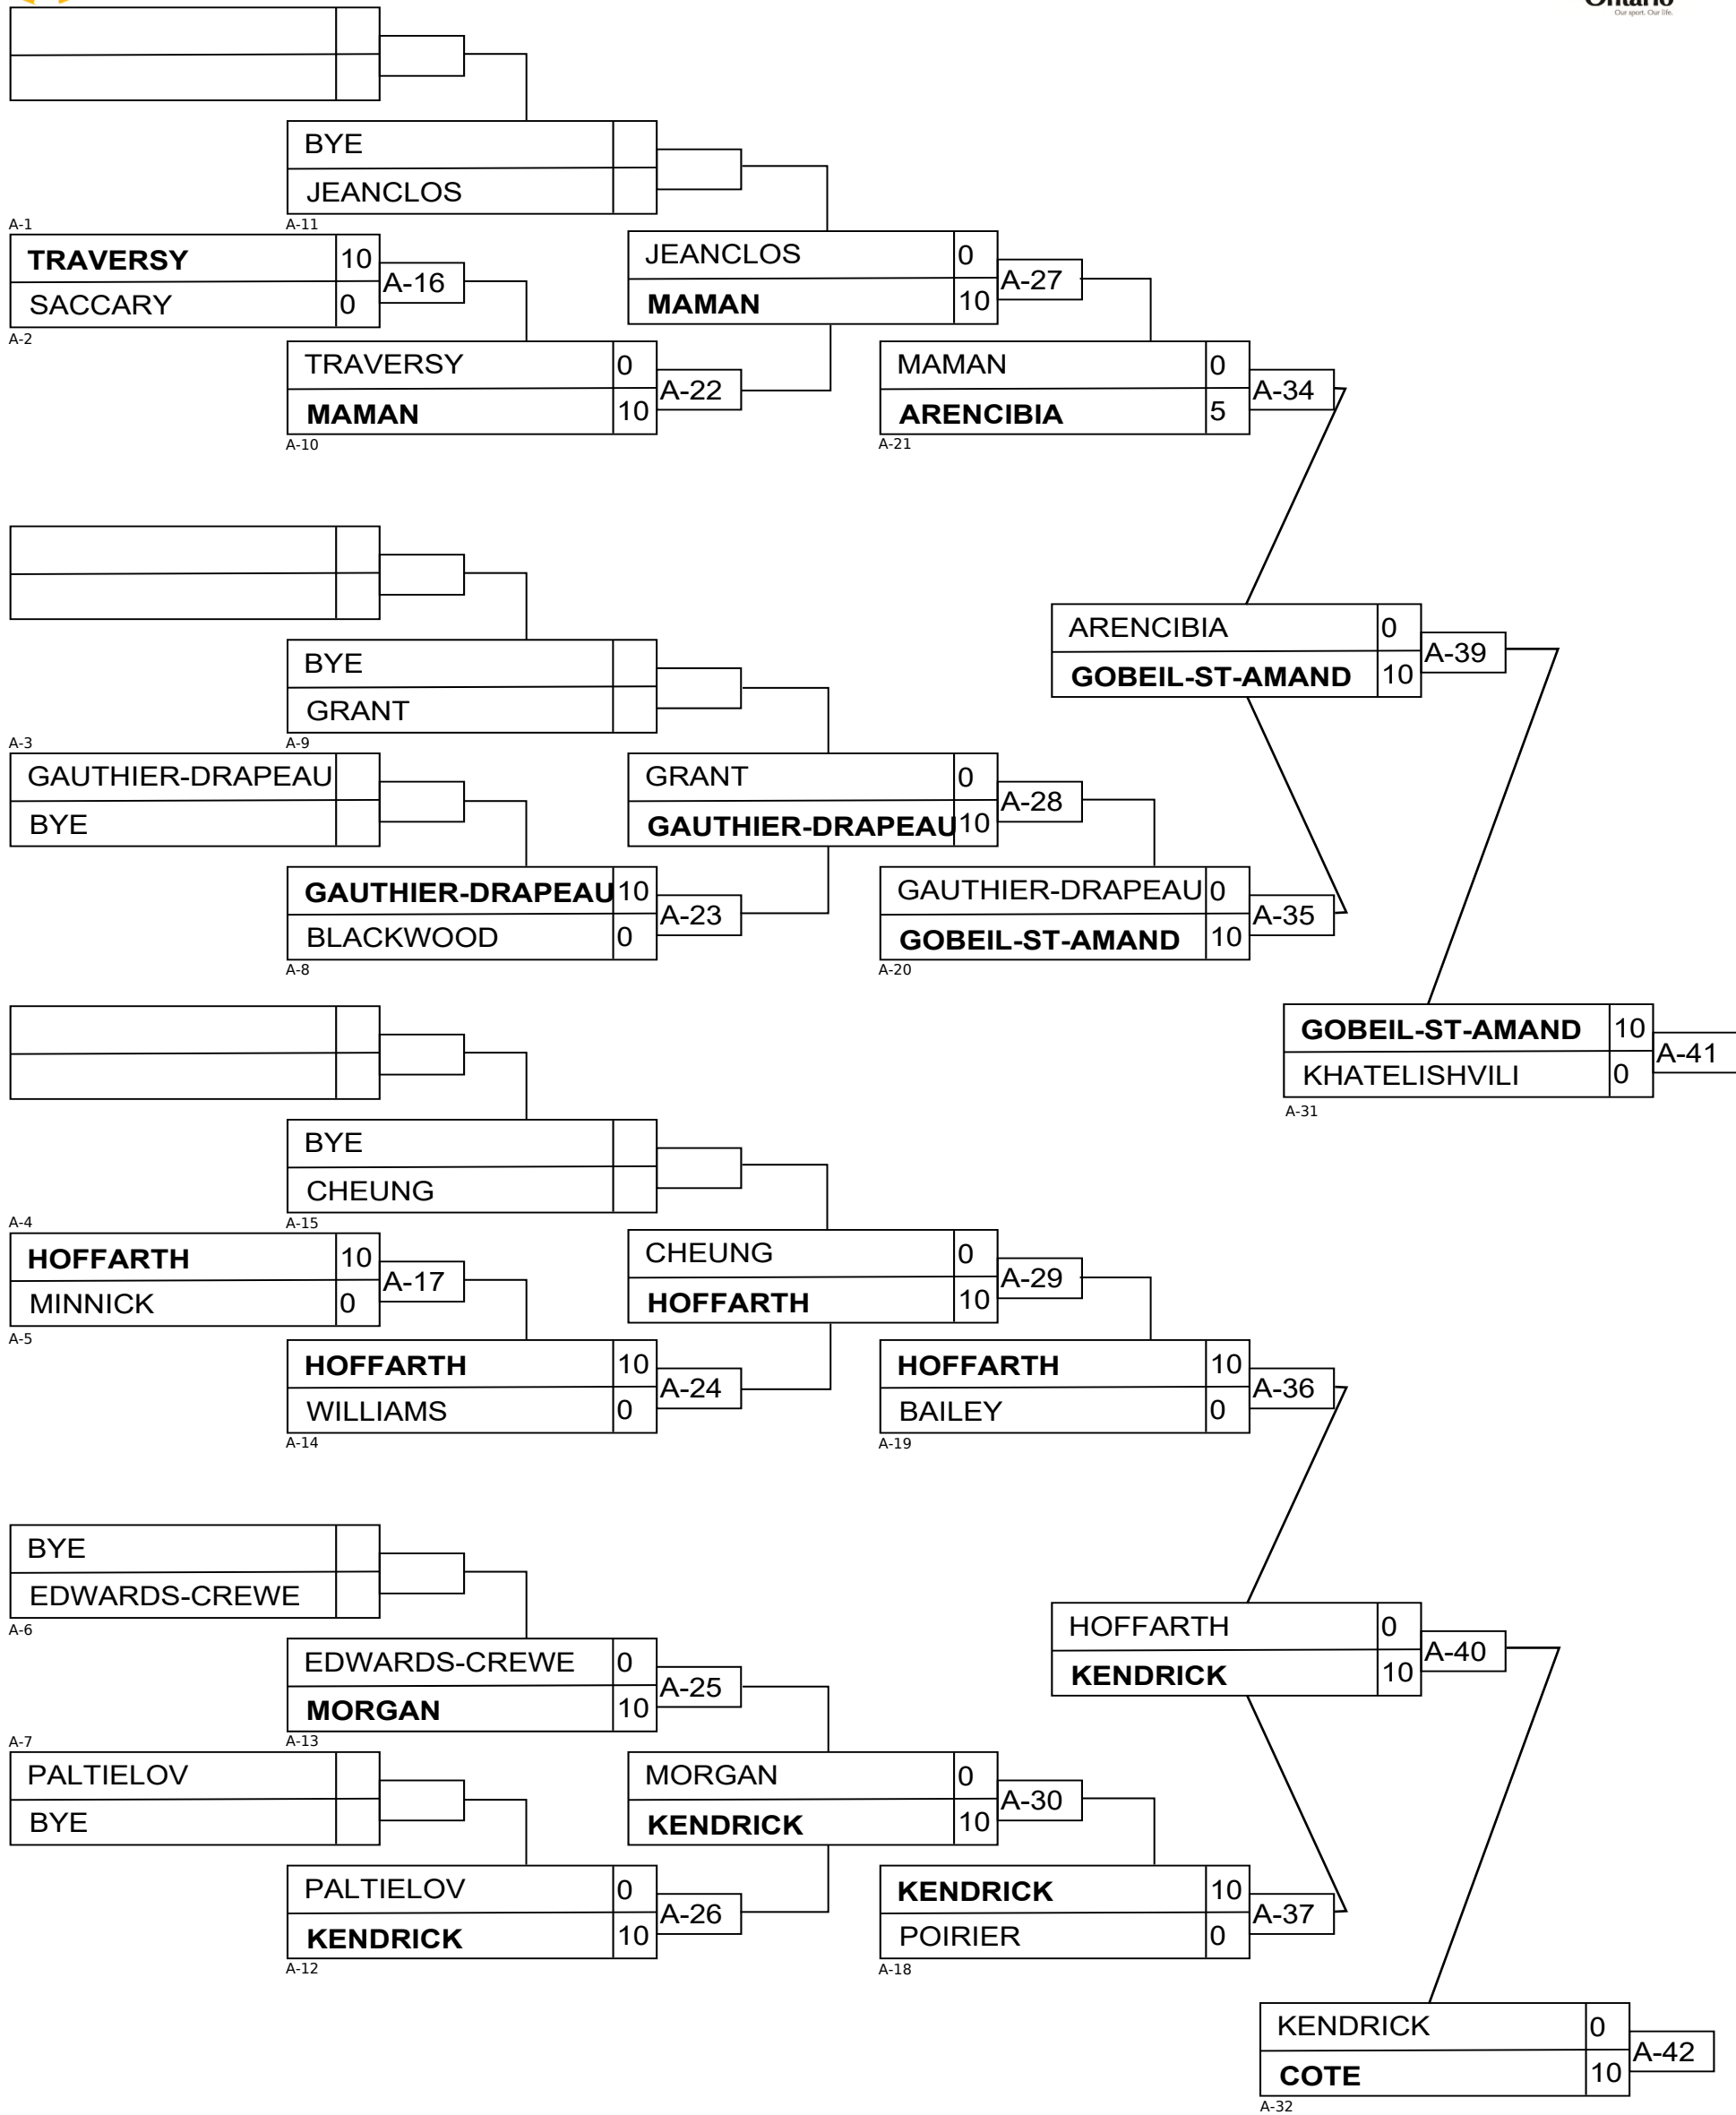 Ontario
Our sport. Our life.
BYE
JEANCLOS
A-1
A-11
TRAVERSY 10
SACCARY 0
A-16
A-2
JEANCLOS 0
MAMAN 10
A-27
TRAVERSY 0
MAMAN 10
A-22
A-10
MAMAN 0
ARENCIBIA 5
A-34
A-21
ARENCIBIA 0
GOBEIL-ST-AMAND 10
A-39
BYE
GRANT
A-3
A-9
GAUTHIER-DRAPEAU
BYE
GRANT 0
GAUTHIER-DRAPEAU 10
A-28
GAUTHIER-DRAPEAU 10
BLACKWOOD 0
A-23
A-8
GAUTHIER-DRAPEAU 0
GOBEIL-ST-AMAND 10
A-35
A-20
GOBEIL-ST-AMAND 10
KHATELISHVILI 0
A-41
A-31
BYE
CHEUNG
A-4
A-15
HOFFARTH 10
MINNICK 0
A-17
A-5
CHEUNG 0
HOFFARTH 10
A-29
HOFFARTH 10
WILLIAMS 0
A-24
A-14
HOFFARTH 10
BAILEY 0
A-36
A-19
BYE
EDWARDS-CREWE
A-6
HOFFARTH 0
KENDRICK 10
A-40
EDWARDS-CREWE 0
MORGAN 10
A-25
A-7
A-13
PALTIELOV
BYE
MORGAN 0
KENDRICK 10
A-30
PALTIELOV 0
KENDRICK 10
A-26
A-12
KENDRICK 10
POIRIER 0
A-37
A-18
KENDRICK 0
COTE 10
A-42
A-32